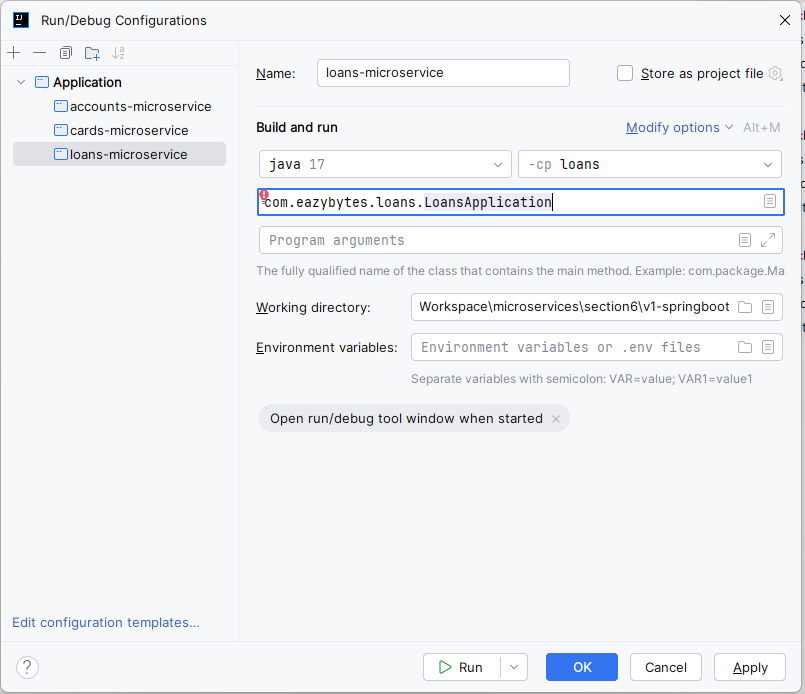 Run/Debug Configurations
Application
accounts-microservice
cards-microservice
loans-microservice
Name: loans-microservice Store as project file
Build and run Modify options Alt+M
java 17 -cp loans
com.eazybytes.loans.LoansApplication
Program arguments
The fully qualified name of the class that contains the main method. Example: com.package.Mai
Working directory: Workspace\microservices\section6\v1-springboot
Environment variables: Environment variables or .env files
Separate variables with semicolon: VAR=value; VAR1=value1
Open run/debug tool window when started
Edit configuration templates...
? Run OK Cancel Apply